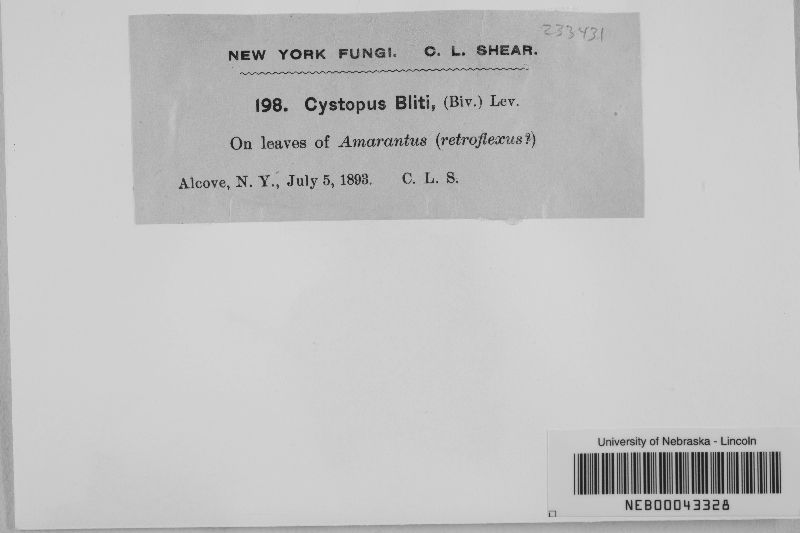 233431
NEW YORK FUNGI. C. L. SHEAR.
198. Cystopus Bliti, (Biv.) Lev.
On leaves of Amarantus (retroflexus?)
Alcove, N. Y., July 5, 1893. C. L. S.
University of Nebraska - Lincoln
NEB00043328